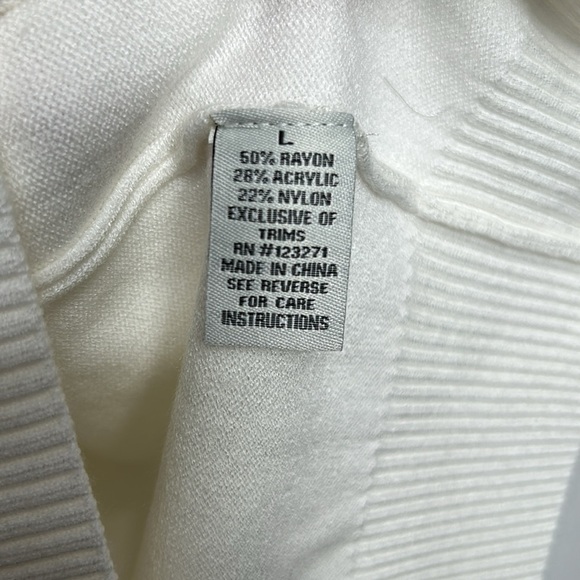 L
50% RAYON
28% ACRYLIC
22% NYLON
EXCLUSIVE OF
TRIMS
RN #123271
MADE IN CHINA
SEE REVERSE
FOR CARE
INSTRUCTIONS